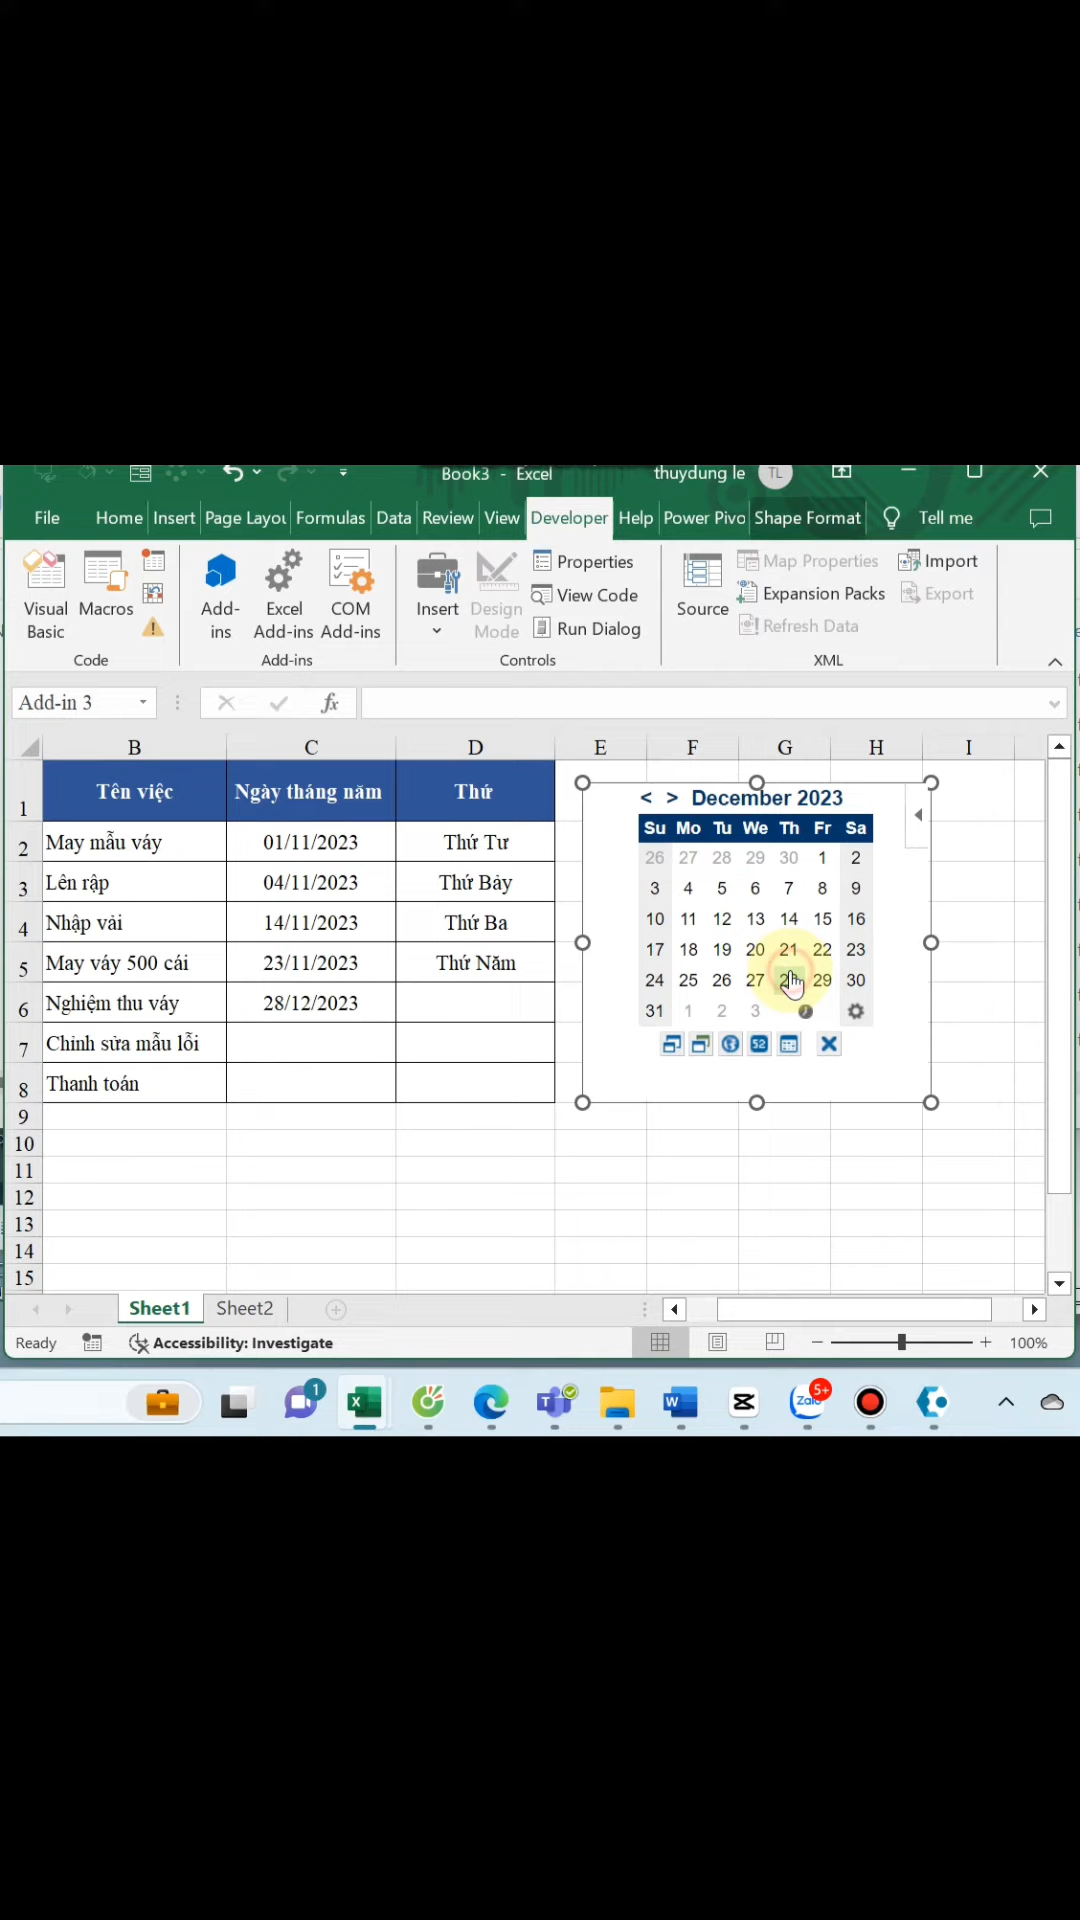 Book3 - Excel thuydung le TL
File Home Insert Page Layou Formulas Data Review View Developer Help Power Pivo Shape Format Tell me
Visual Basic
Macros
Code
Add-ins
Excel Add-ins
COM Add-ins
Add-ins
Insert
Design Mode
Properties
View Code
Run Dialog
Controls
Source
Map Properties
Expansion Packs
Refresh Data
Import
Export
XML
Add-in 3 fx
B C D E F G H I
1 Tên việc Ngày tháng năm Thứ
2 May mẫu váy 01/11/2023 Thứ Tư
3 Lên rập 04/11/2023 Thứ Bảy
4 Nhập vải 14/11/2023 Thứ Ba
5 May váy 500 cái 23/11/2023 Thứ Năm
6 Nghiệm thu váy 28/12/2023
7 Chỉnh sửa mẫu lỗi
8 Thanh toán
9
10
11
12
13
14
15
< > December 2023
Su Mo Tu We Th Fr Sa
26 27 28 29 30 1 2
3 4 5 6 7 8 9
10 11 12 13 14 15 16
17 18 19 20 21 22 23
24 25 26 27 29 30
31 1 2 3
52
Sheet1 Sheet2
Ready Accessibility: Investigate 100%
1 Zalo 5+